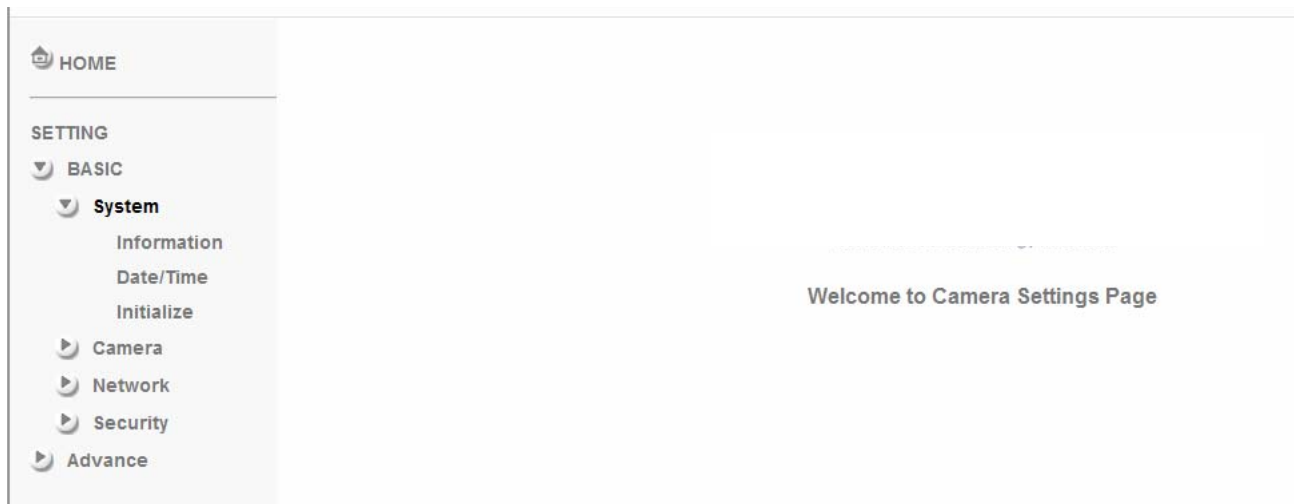 HOME
SETTING
BASIC
System
Information
Date/Time
Initialize
Camera
Network
Security
Advance
Welcome to Camera Settings Page